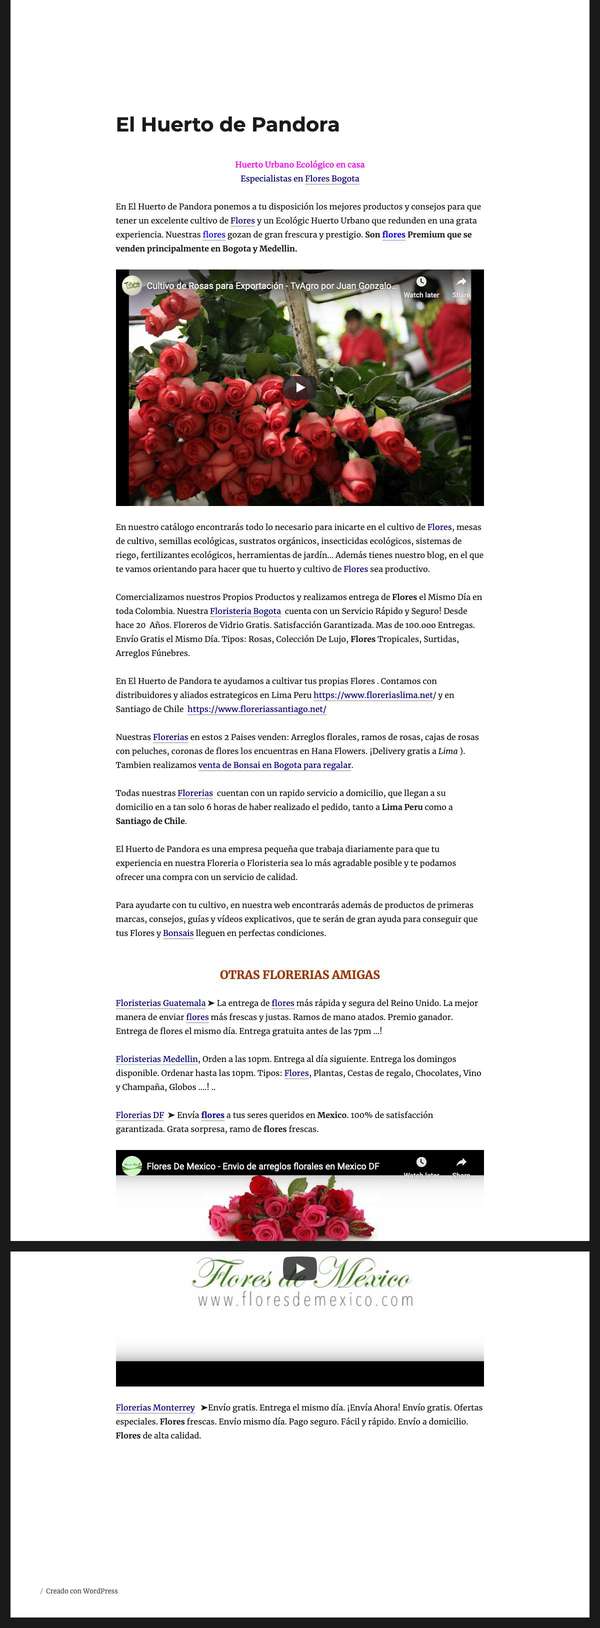 El Huerto de Pandora
Huerto Urbano Ecológico en casa
Especialistas en Flores Bogota
En El Huerto de Pandora ponemos a tu disposición los mejores productos y consejos para que
tener un excelente cultivo de Flores y un Ecológic Huerto Urbano que redunden en una grata
experiencia. Nuestras flores gozan de gran frescura y prestigio. Son flores Premium que se
venden principalmente en Bogota y Medellin.
Cultivo de Rosas para Exportación - TvAgro por Juan Gonzalo...
Watch later
Share
En nuestro catálogo encontrarás todo lo necesario para inicarte en el cultivo de Flores, mesas
de cultivo, semillas ecológicas, sustratos orgánicos, insecticidas ecológicos, sistemas de
riego, fertilizantes ecológicos, herramientas de jardín... Además tienes nuestro blog, en el que
te vamos orientando para hacer que tu huerto y cultivo de Flores sea productivo.
Comercializamos nuestros Propios Productos y realizamos entrega de Flores el Mismo Día en
toda Colombia. Nuestra Floristeria Bogota cuenta con un Servicio Rápido y Seguro! Desde
hace 20 Años. Floreros de Vidrio Gratis. Satisfacción Garantizada. Mas de 100.000 Entregas.
Envío Gratis el Mismo Día. Tipos: Rosas, Colección De Lujo, Flores Tropicales, Surtidas,
Arreglos Fúnebres.
En El Huerto de Pandora te ayudamos a cultivar tus propias Flores . Contamos con
distribuidores y aliados estrategicos en Lima Peru https://www.floreriaslima.net/ y en
Santiago de Chile https://www.floreriassantiago.net/
Nuestras Florerias en estos 2 Paises venden: Arreglos florales, ramos de rosas, cajas de rosas
con peluches, coronas de flores los encuentras en Hana Flowers. ¡Delivery gratis a Lima ).
Tambien realizamos venta de Bonsai en Bogota para regalar.
Todas nuestras Florerias cuentan con un rapido servicio a domicilio, que llegan a su
domicilio en a tan solo 6 horas de haber realizado el pedido, tanto a Lima Peru como a
Santiago de Chile.
El Huerto de Pandora es una empresa pequeña que trabaja diariamente para que tu
experiencia en nuestra Floreria o Floristeria sea lo más agradable posible y te podamos
ofrecer una compra con un servicio de calidad.
Para ayudarte con tu cultivo, en nuestra web encontrarás además de productos de primeras
marcas, consejos, guías y vídeos explicativos, que te serán de gran ayuda para conseguir que
tus Flores y Bonsais lleguen en perfectas condiciones.
OTRAS FLORERIAS AMIGAS
Floristerias Guatemala ➤ La entrega de flores más rápida y segura del Reino Unido. La mejor
manera de enviar flores más frescas y justas. Ramos de mano atados. Premio ganador.
Entrega de flores el mismo día. Entrega gratuita antes de las 7pm ...!
Floristerias Medellin, Orden a las 10pm. Entrega al día siguiente. Entrega los domingos
disponible. Ordenar hasta las 10pm. Tipos: Flores, Plantas, Cestas de regalo, Chocolates, Vino
y Champaña, Globos ....! ..
Florerias DF ➤ Envía flores a tus seres queridos en Mexico. 100% de satisfacción
garantizada. Grata sorpresa, ramo de flores frescas.
Flores De Mexico - Envio de arreglos florales en Mexico DF
Watch later
Share
Flores de México
www.floresdemexico.com
Florerias Monterrey ➤Envío gratis. Entrega el mismo día. ¡Envía Ahora! Envío gratis. Ofertas
especiales. Flores frescas. Envío mismo día. Pago seguro. Fácil y rápido. Envío a domicilio.
Flores de alta calidad.
/ Creado con WordPress